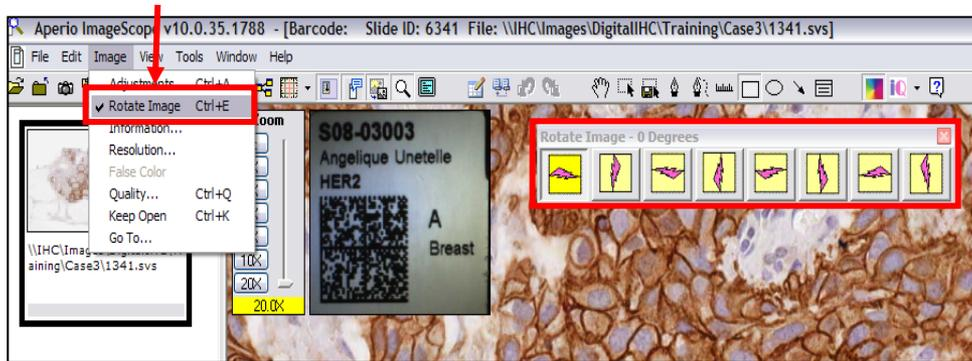 Aperio ImageScope v10.0.35.1788 - [Barcode: Slide ID: 6341 File: \\IHC\Images\DigitalIHC\Training\Case3\1341.svs]
File Edit Image View Tools Window Help
Adjustments Ctrl+A
Rotate Image Ctrl+E
Information...
Resolution...
False Color
Quality... Ctrl+Q
Keep Open Ctrl+K
Go To...
\\IHC\
aining\Case3\1341.svs
10X
20X
20.0X
S08-03003
Angelique Unetelle
HER2
A
Breast
Rotate Image - 0 Degrees
iQ